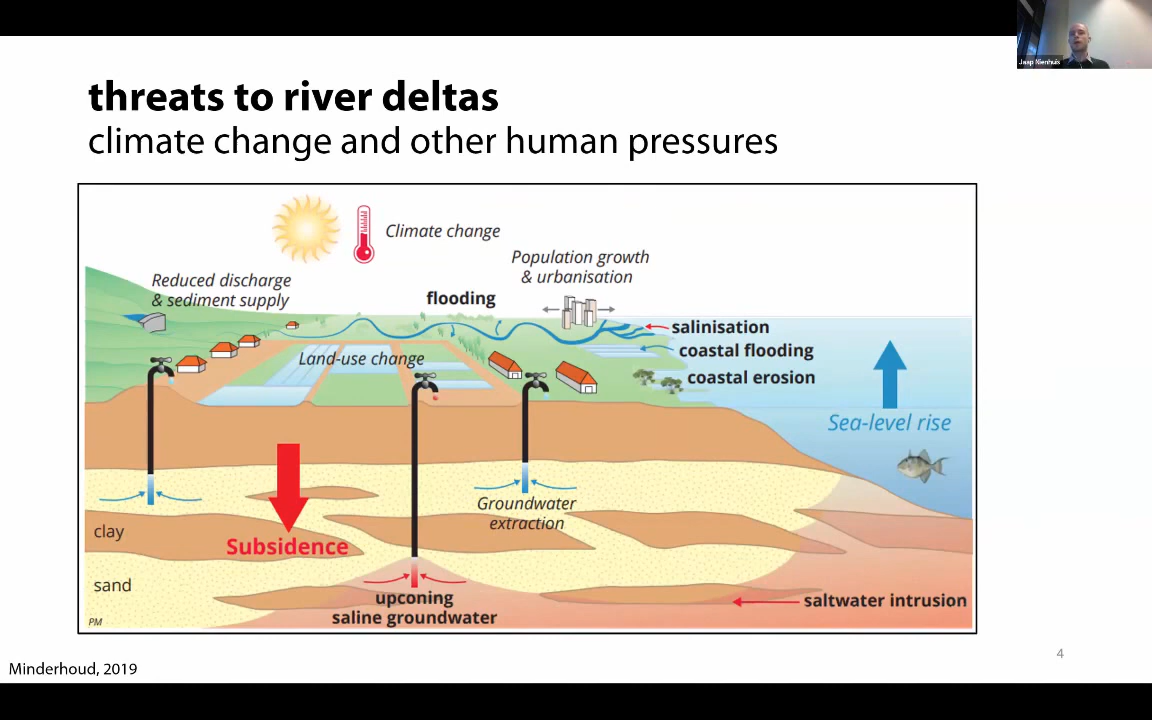 Jaap Nienhuis
threats to river deltas
climate change and other human pressures
Climate change
Population growth
& urbanisation
Reduced discharge
& sediment supply
flooding
salinisation
coastal flooding
Land-use change
coastal erosion
Sea-level rise
Groundwater
extraction
clay
Subsidence
sand
upconing
saline groundwater
saltwater intrusion
PM
4
Minderhoud, 2019